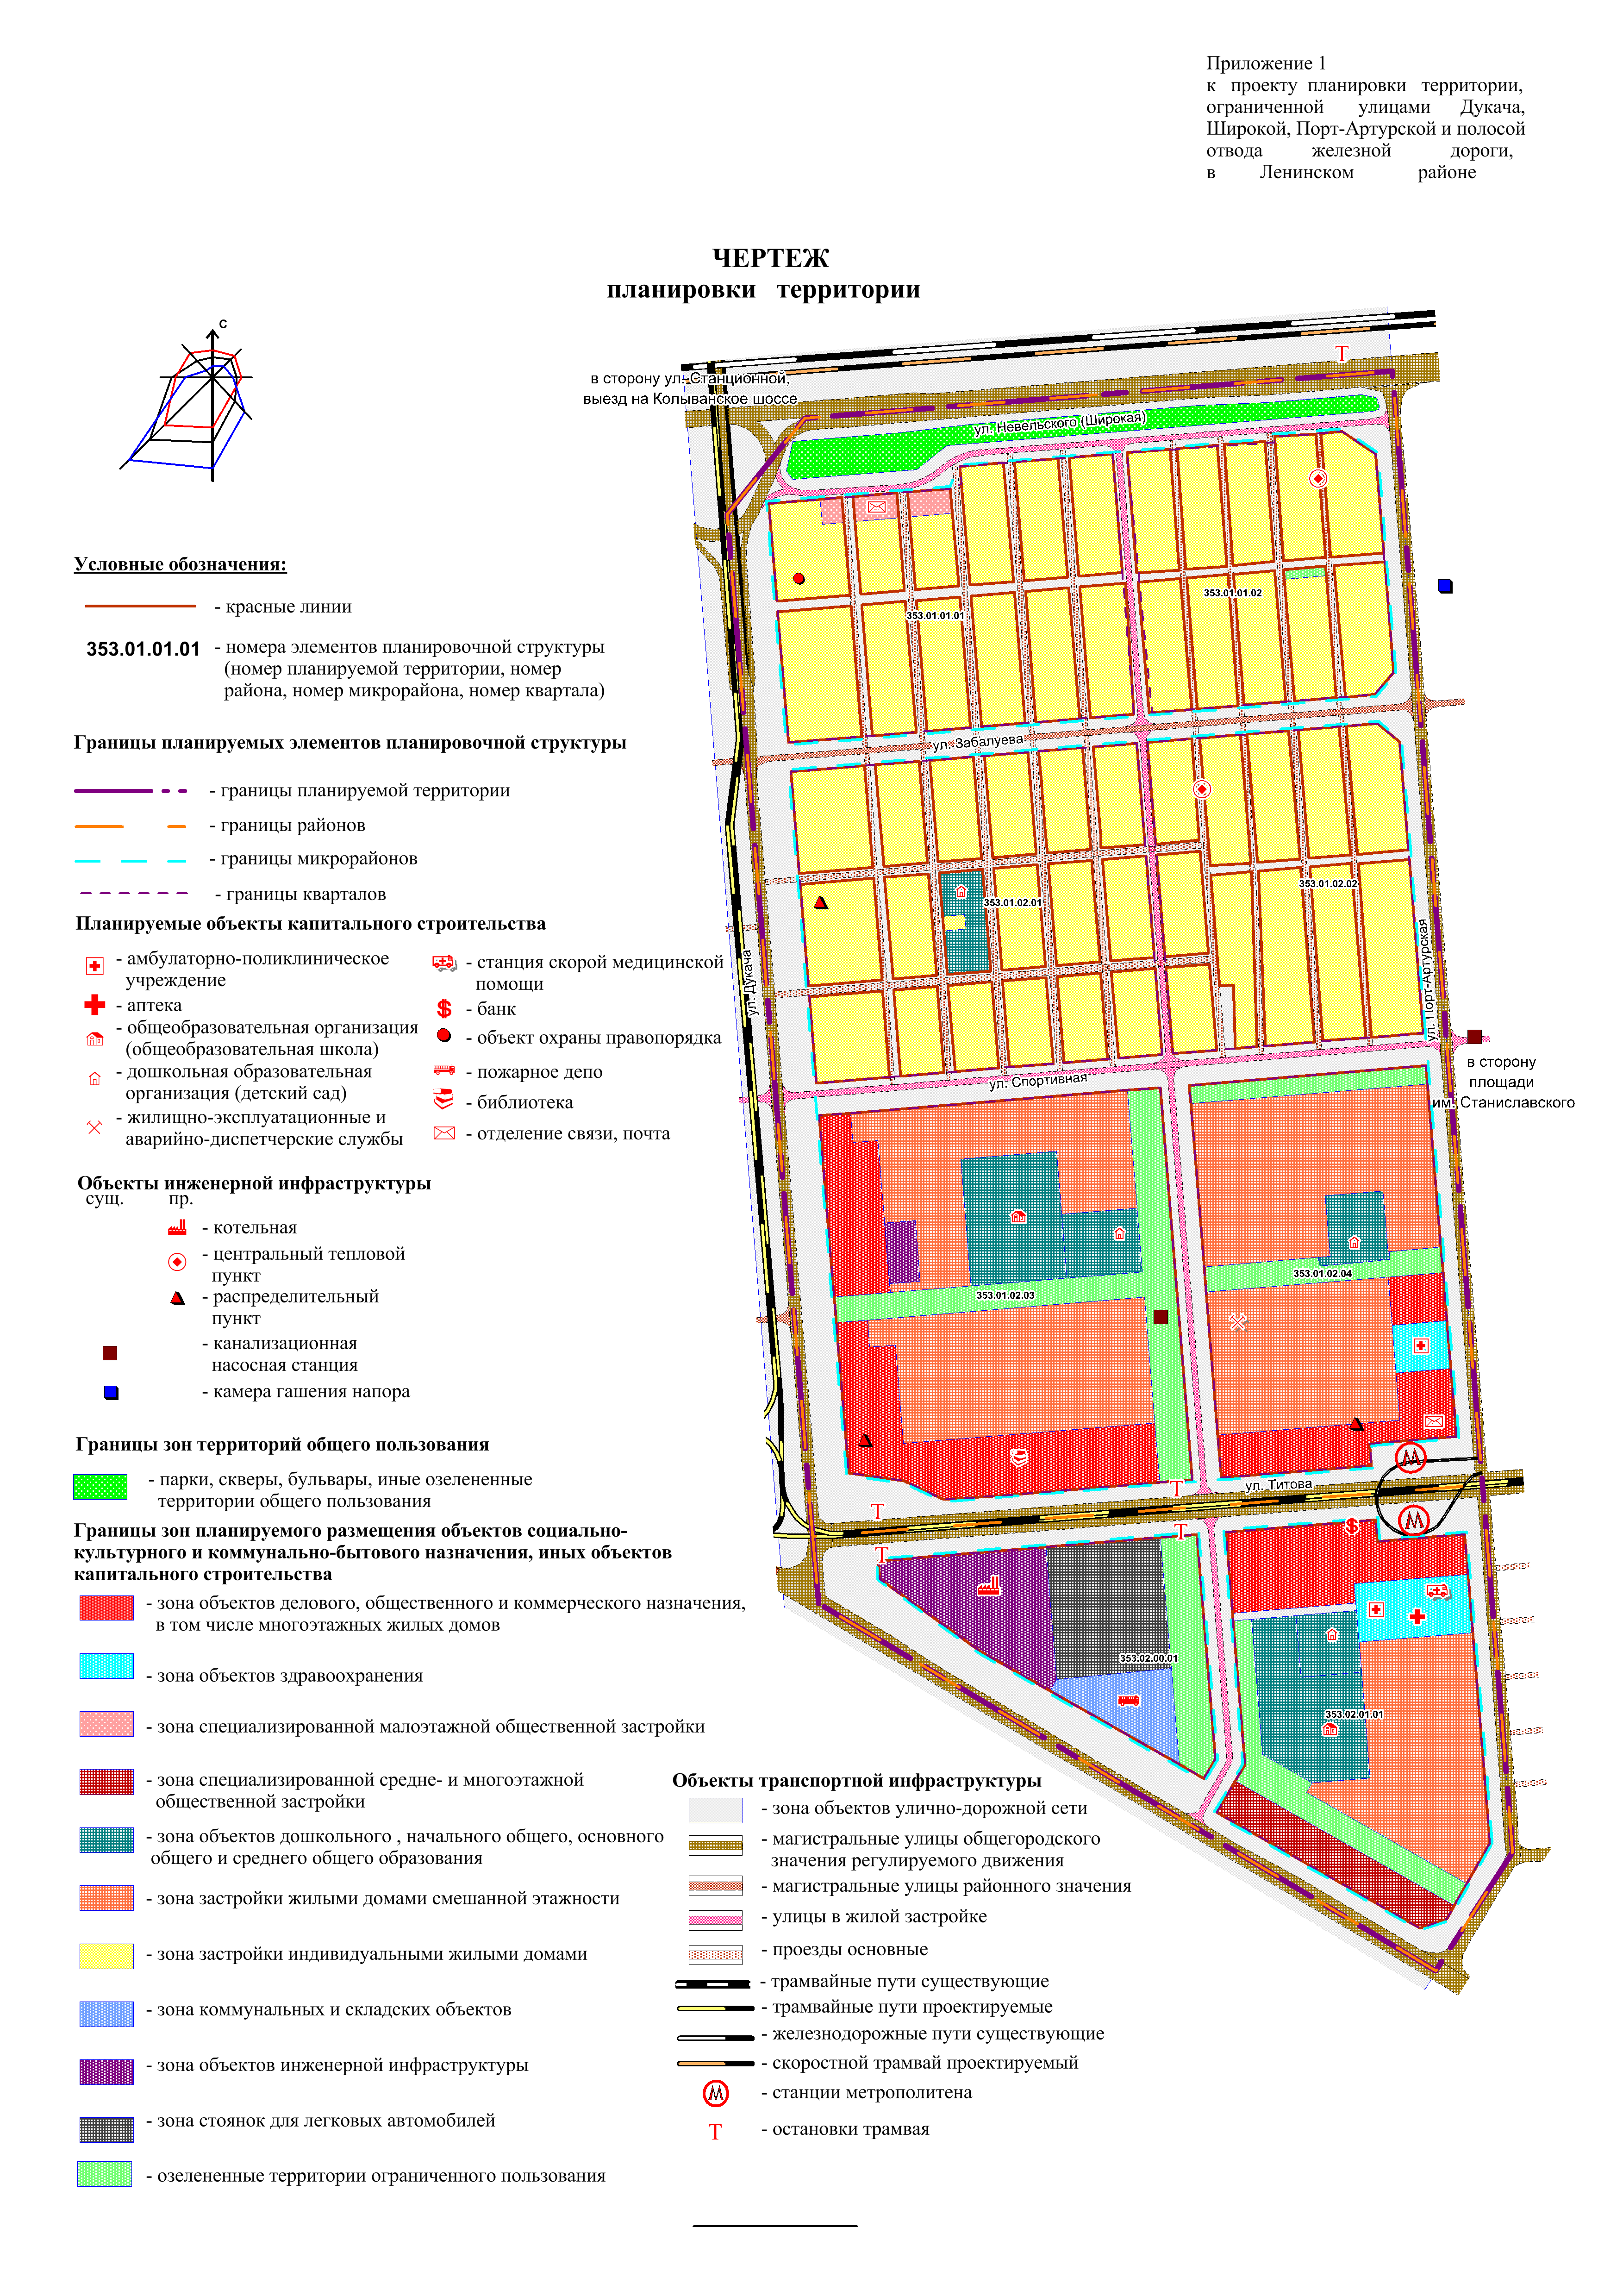 Приложение 1
к проекту планировки территории,
ограниченной улицами Дукача,
Широкой, Порт-Артурской и полосой
отвода железной дороги,
в Ленинском районе
ЧЕРТЕЖ
планировки территории
С
в сторону ул. Станционной,
выезд на Колыванское шоссе
Т
ул. Невельского (Широкая)
353.01.01.01
353.01.01.02
ул. Забалуева
353.01.02.01
353.01.02.02
ул. Дукача
ул. Порт-Артурская
ул. Спортивная
в сторону
площади
им. Станиславского
353.01.02.03
353.01.02.04
Т
Т
ул. Титова
М
М
Т
Т
353.02.00.01
353.02.01.01
Условные обозначения:
- красные линии
353.01.01.01 - номера элементов планировочной структуры
(номер планируемой территории, номер
района, номер микрорайона, номер квартала)
Границы планируемых элементов планировочной структуры
- границы планируемой территории
- границы районов
- границы микрорайонов
- границы кварталов
Планируемые объекты капитального строительства
- амбулаторно-поликлиническое
учреждение
- аптека
- общеобразовательная организация
(общеобразовательная школа)
- дошкольная образовательная
организация (детский сад)
- жилищно-эксплуатационные и
аварийно-диспетчерские службы
- станция скорой медицинской
помощи
$ - банк
- объект охраны правопорядка
- пожарное депо
- библиотека
- отделение связи, почта
Объекты инженерной инфраструктуры
сущ. пр.
- котельная
- центральный тепловой
пункт
- распределительный
пункт
- канализационная
насосная станция
- камера гашения напора
Границы зон территорий общего пользования
- парки, скверы, бульвары, иные озелененные
территории общего пользования
Границы зон планируемого размещения объектов социально-
культурного и коммунально-бытового назначения, иных объектов
капитального строительства
- зона объектов делового, общественного и коммерческого назначения,
в том числе многоэтажных жилых домов
- зона объектов здравоохранения
- зона специализированной малоэтажной общественной застройки
- зона специализированной средне- и многоэтажной
общественной застройки
- зона объектов дошкольного , начального общего, основного
общего и среднего общего образования
- зона застройки жилыми домами смешанной этажности
- зона застройки индивидуальными жилыми домами
- зона коммунальных и складских объектов
- зона объектов инженерной инфраструктуры
- зона стоянок для легковых автомобилей
- озелененные территории ограниченного пользования
Объекты транспортной инфраструктуры
- зона объектов улично-дорожной сети
- магистральные улицы общегородского
значения регулируемого движения
- магистральные улицы районного значения
- улицы в жилой застройке
- проезды основные
- трамвайные пути существующие
- трамвайные пути проектируемые
- железнодорожные пути существующие
- скоростной трамвай проектируемый
М - станции метрополитена
Т - остановки трамвая